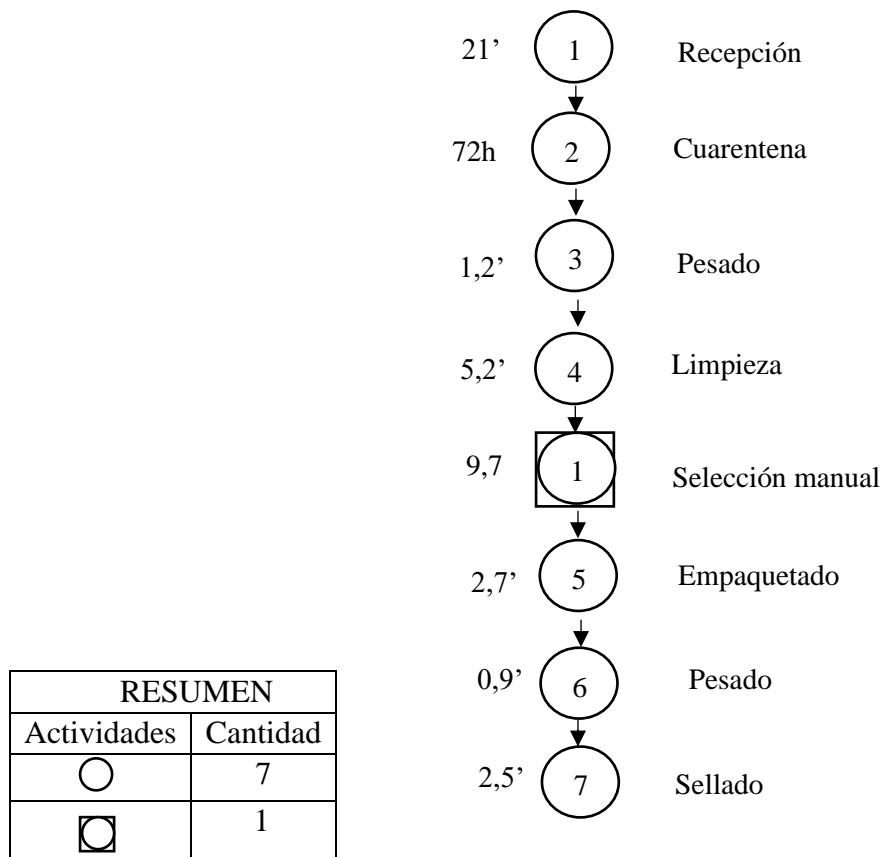 21’ 1 Recepción
72h 2 Cuarentena
1,2’ 3 Pesado
5,2’ 4 Limpieza
9,7 1 Selección manual
2,7’ 5 Empaquetado
0,9’ 6 Pesado
2,5’ 7 Sellado
RESUMEN
Actividades Cantidad
7
1